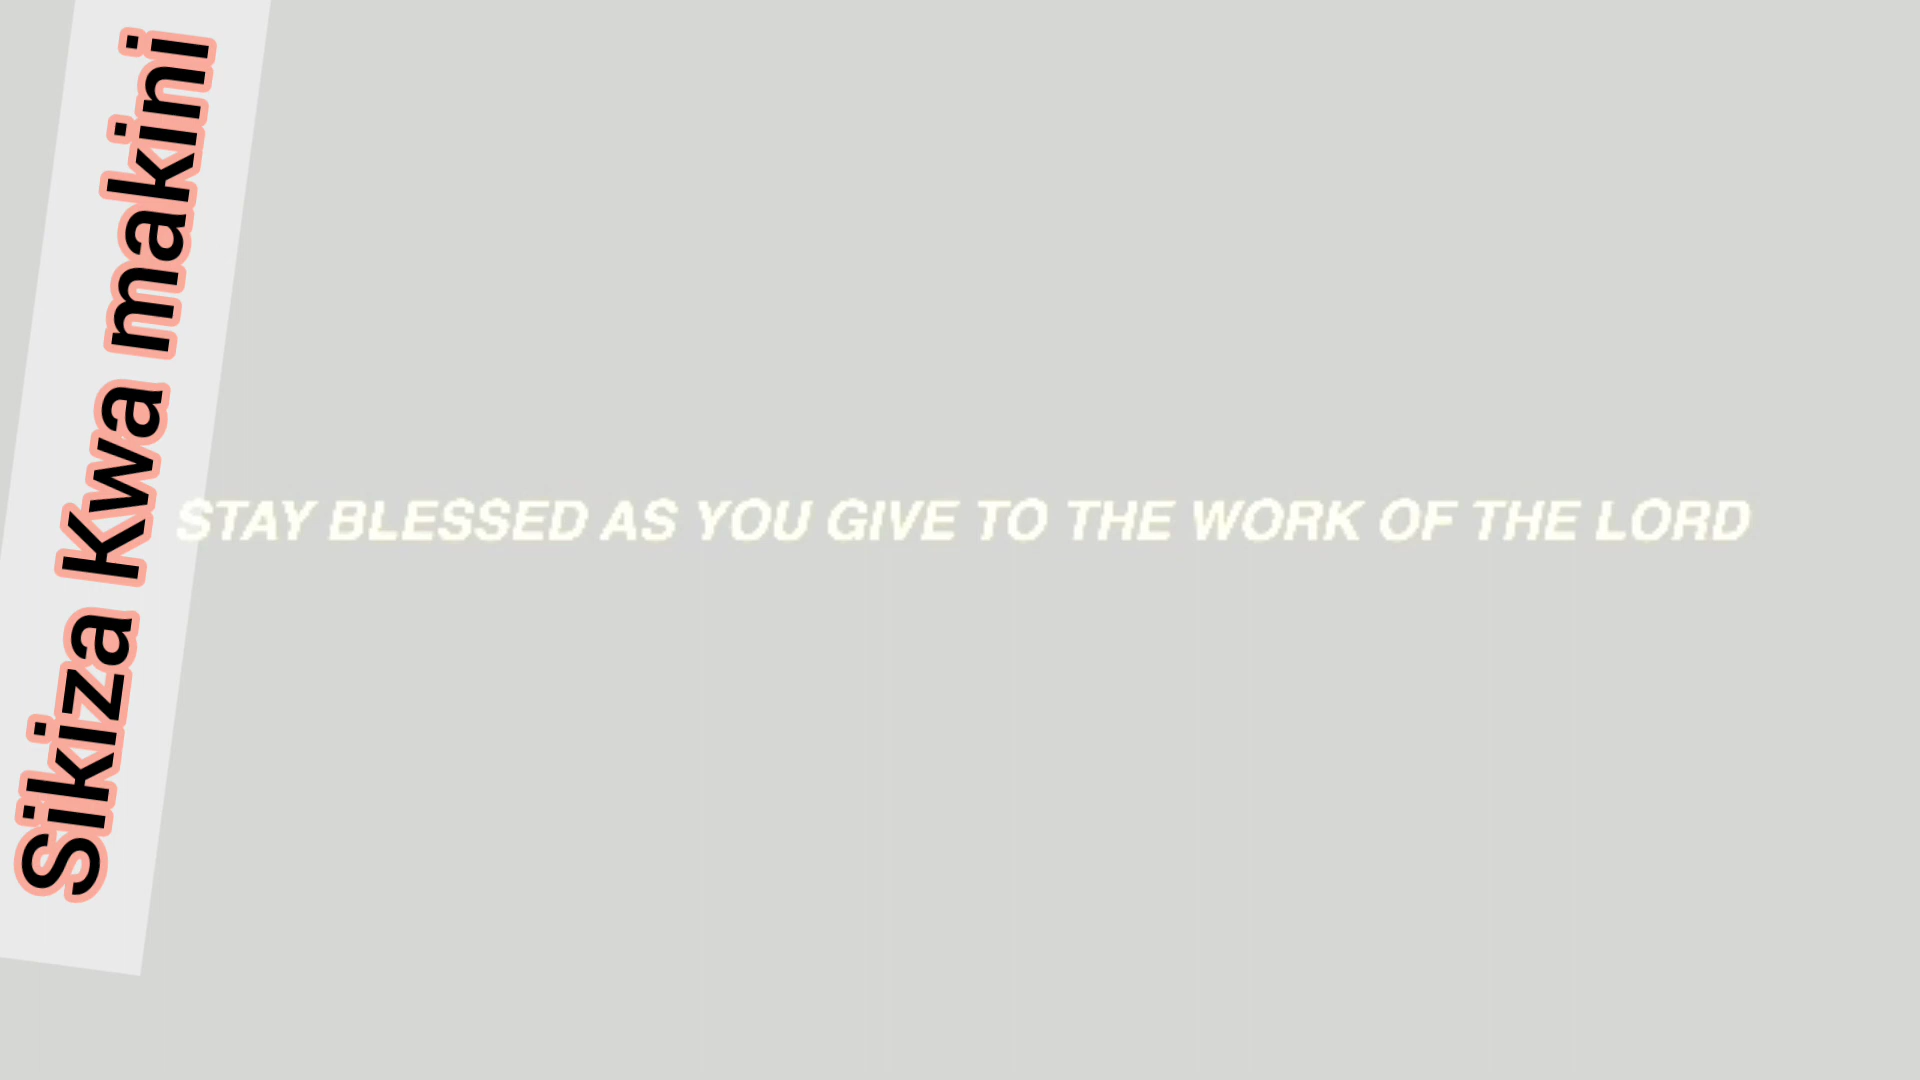 Sikiza Kwa makini
STAY BLESSED AS YOU GIVE TO THE WORK OF THE LORD